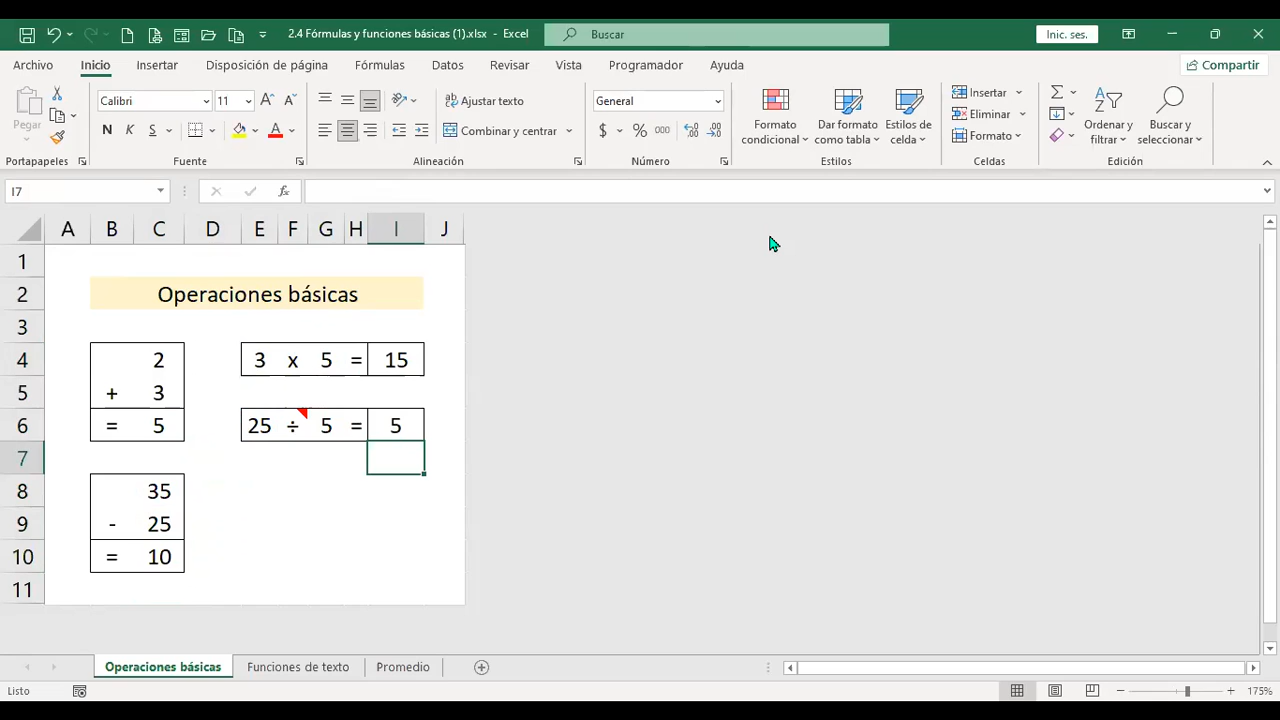 2.4 Fórmulas y funciones básicas (1).xlsx - Excel
Buscar
Inic. ses.
Archivo Inicio Insertar Disposición de página Fórmulas Datos Revisar Vista Programador Ayuda
Compartir
Pegar
Calibri 11
N K S
Ajustar texto
Combinar y centrar
General
$ % 000
Formato condicional
Dar formato como tabla
Estilos de celda
Insertar
Eliminar
Formato
Ordenar y filtrar
Buscar y seleccionar
Portapapeles Fuente Alineación Número Estilos Celdas Edición
I7
A B C D E F G H I J
1
2 Operaciones básicas
3
4 2 3 x 5 = 15
5 + 3
6 = 5 25 ÷ 5 = 5
7
8 35
9 - 25
10 = 10
11
Operaciones básicas Funciones de texto Promedio
Listo
175%